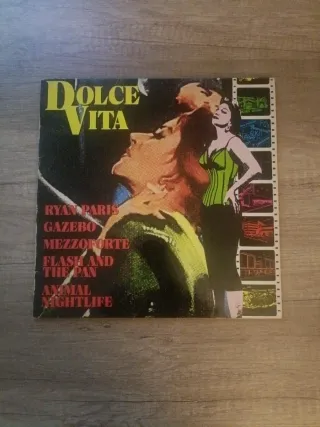 DOLCE
VITA
RYAN PARIS
GAZEBO
MEZZOFORTE
FLASH AND
THE PAN
ANIMAL
NIGHTLIFE